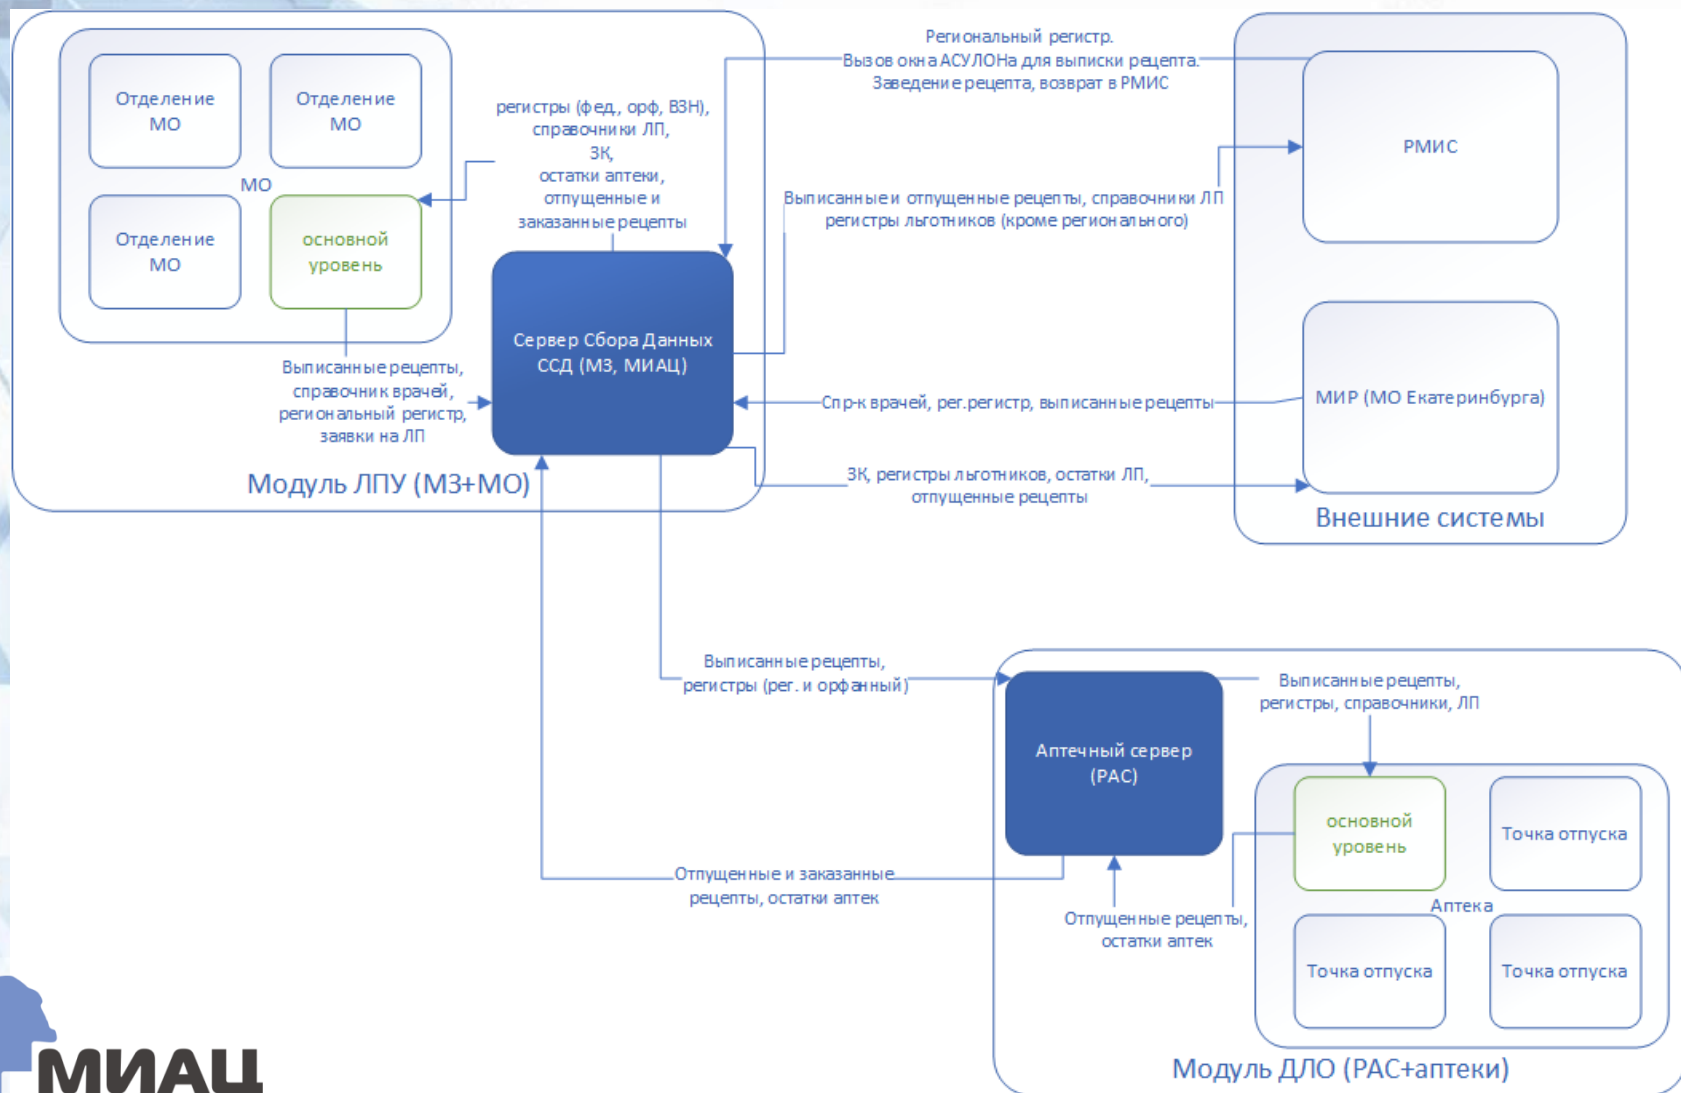 Отделение
МО
Отделение
МО
МО
Отделение
МО
основной
уровень
регистры (фед., орф, ВЗН),
справочники ЛП,
ЗК,
остатки аптеки,
отпущенные и
заказанные рецепты
Выписанные рецепты,
справочник врачей,
региональный регистр,
заявки на ЛП
Сервер Сбора Данных
ССД (МЗ, МИАЦ)
Модуль ЛПУ (МЗ+МО)
Региональный регистр.
Вызов окна АСУЛОНа для выписки рецепта.
Заведение рецепта, возврат в РМИС
Выписанные и отпущенные рецепты, справочники ЛП
регистры льготников (кроме регионального)
Спр-к врачей, рег.регистр, выписанные рецепты
ЗК, регистры льготников, остатки ЛП,
отпущенные рецепты
РМИС
МИР (МО Екатеринбурга)
Внешние системы
Выписанные рецепты,
регистры (рег. и орфанный)
Отпущенные и заказанные
рецепты, остатки аптек
Аптечный сервер
(РАС)
Выписанные рецепты,
регистры, справочники, ЛП
Отпущенные рецепты,
остатки аптек
основной
уровень
Точка отпуска
Аптека
Точка отпуска
Точка отпуска
Модуль ДЛО (РАС+аптеки)
МИАЦ